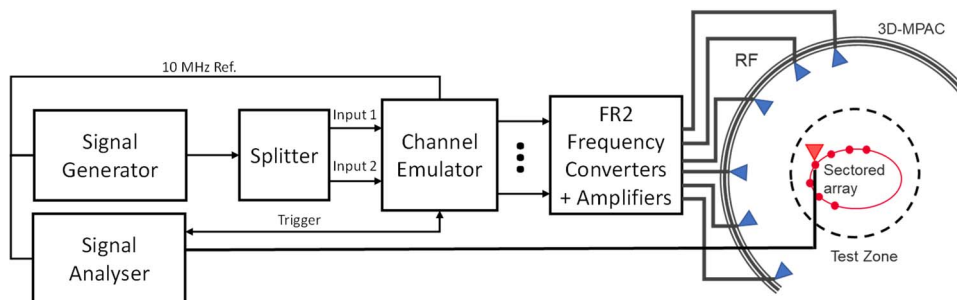 3D-MPAC
RF
10 MHz Ref.
Input 1
Input 2
Signal
Generator
Splitter
Channel
Emulator
FR2
Frequency
Converters
+ Amplifiers
Sectored
array
Trigger
Signal
Analyser
Test Zone